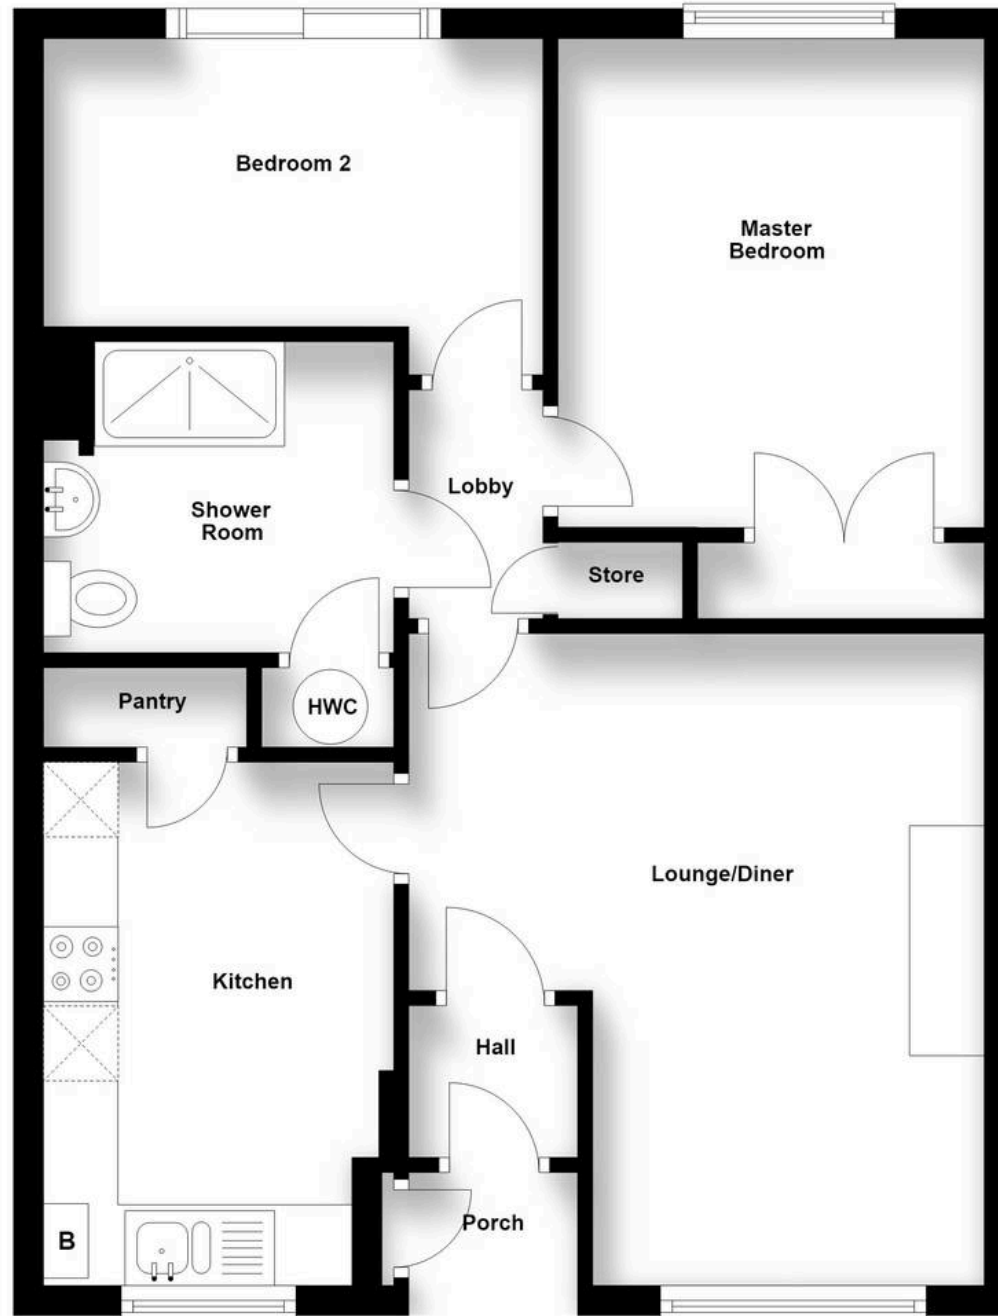 Bedroom 2
Master
Bedroom
Lobby
Shower
Room
Store
Pantry
HWC
Lounge/Diner
Kitchen
Hall
Porch
B